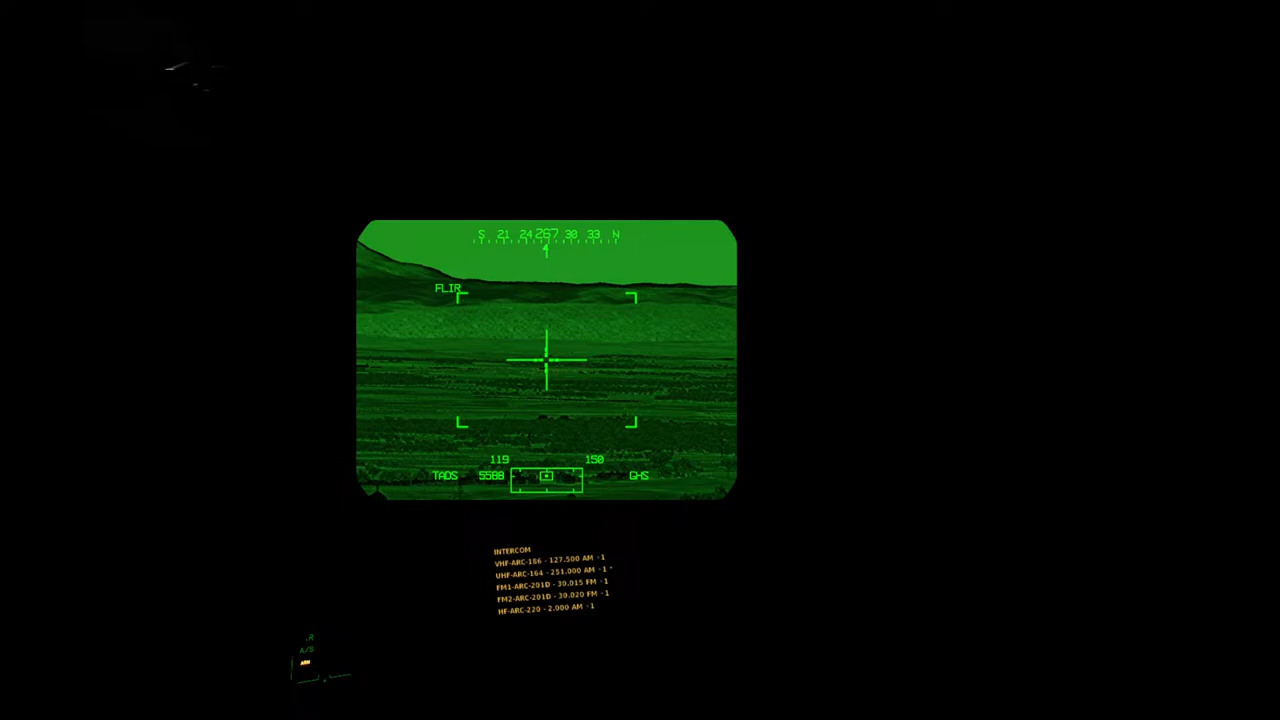 S 21 24 267 30 33 N
FLIR
119 150
TADS 5588 GHS
INTERCOM
VHF-ARC-186 - 127.500 AM -1
UHF-ARC-164 - 251.000 AM -1
FM1-ARC-201D - 30.015 FM -1
FM2-ARC-201D - 30.020 FM -1
HF-ARC-220 - 2.000 AM -1
A/S
ARM